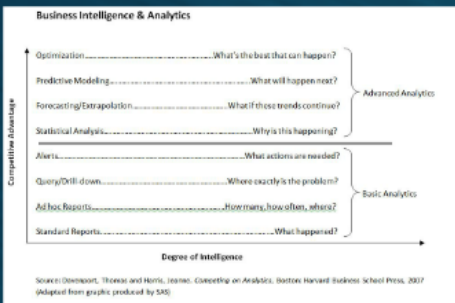 Business Intelligence & Analytics
Optimization.....What's the best that can happen?
Predictive Modeling.....What will happen next?
Forecasting/Extrapolation.....What if these trends continue?
Statistical Analysis.....Why is this happening?
Advanced Analytics
Alerts.....What actions are needed?
Query/Drill-down.....Where exactly is the problem?
Ad hoc Reports.....How many, how often, where?
Standard Reports.....What happened?
Basic Analytics
Competitive Advantage
Degree of Intelligence
Source: Davenport, Thomas and Harris, Jeanne. Competing on Analytics. Boston: Harvard Business School Press, 2007
(Adapted from graphic produced by SAS)